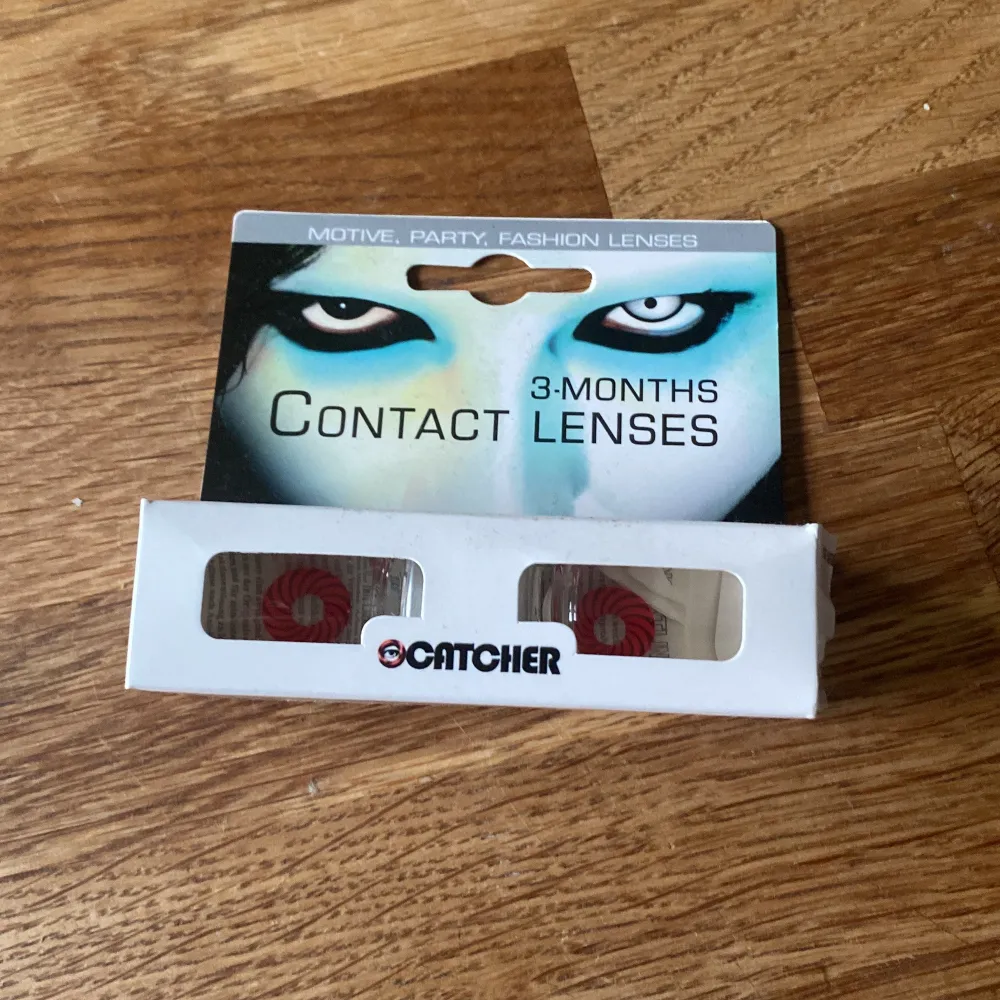 MOTIVE, PARTY, FASHION LENSES
3-MONTHS
CONTACT LENSES
CATCHER